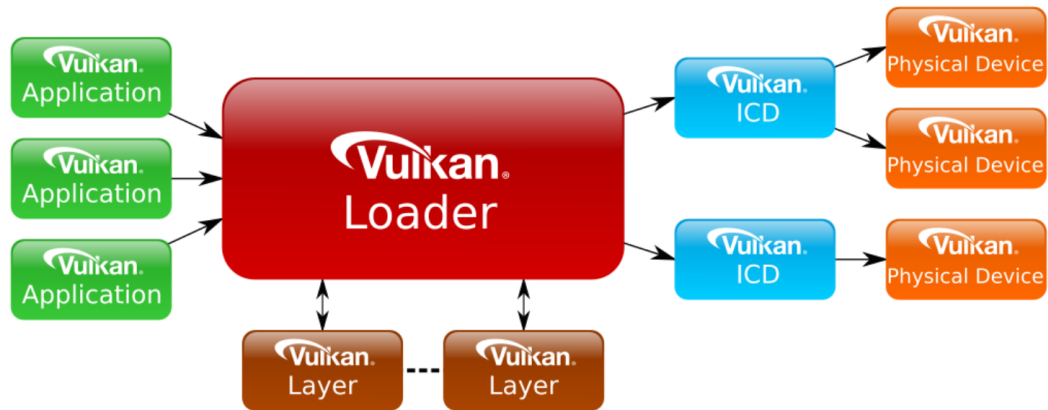 Vulkan®
Application
Vulkan®
Application
Vulkan®
Application
Vulkan®
Loader
Vulkan®
Layer
Vulkan®
Layer
Vulkan®
ICD
Vulkan®
ICD
Vulkan®
Physical Device
Vulkan®
Physical Device
Vulkan®
Physical Device